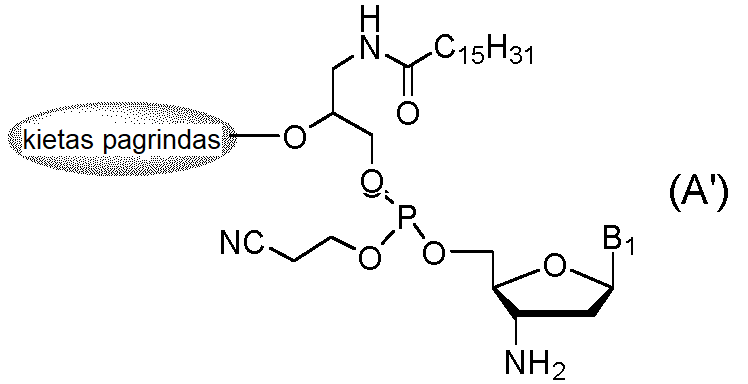 H
N
C15H31
O
kietas pagrindas
O
O
(A')
P
B1
NC
O
O
O
NH2